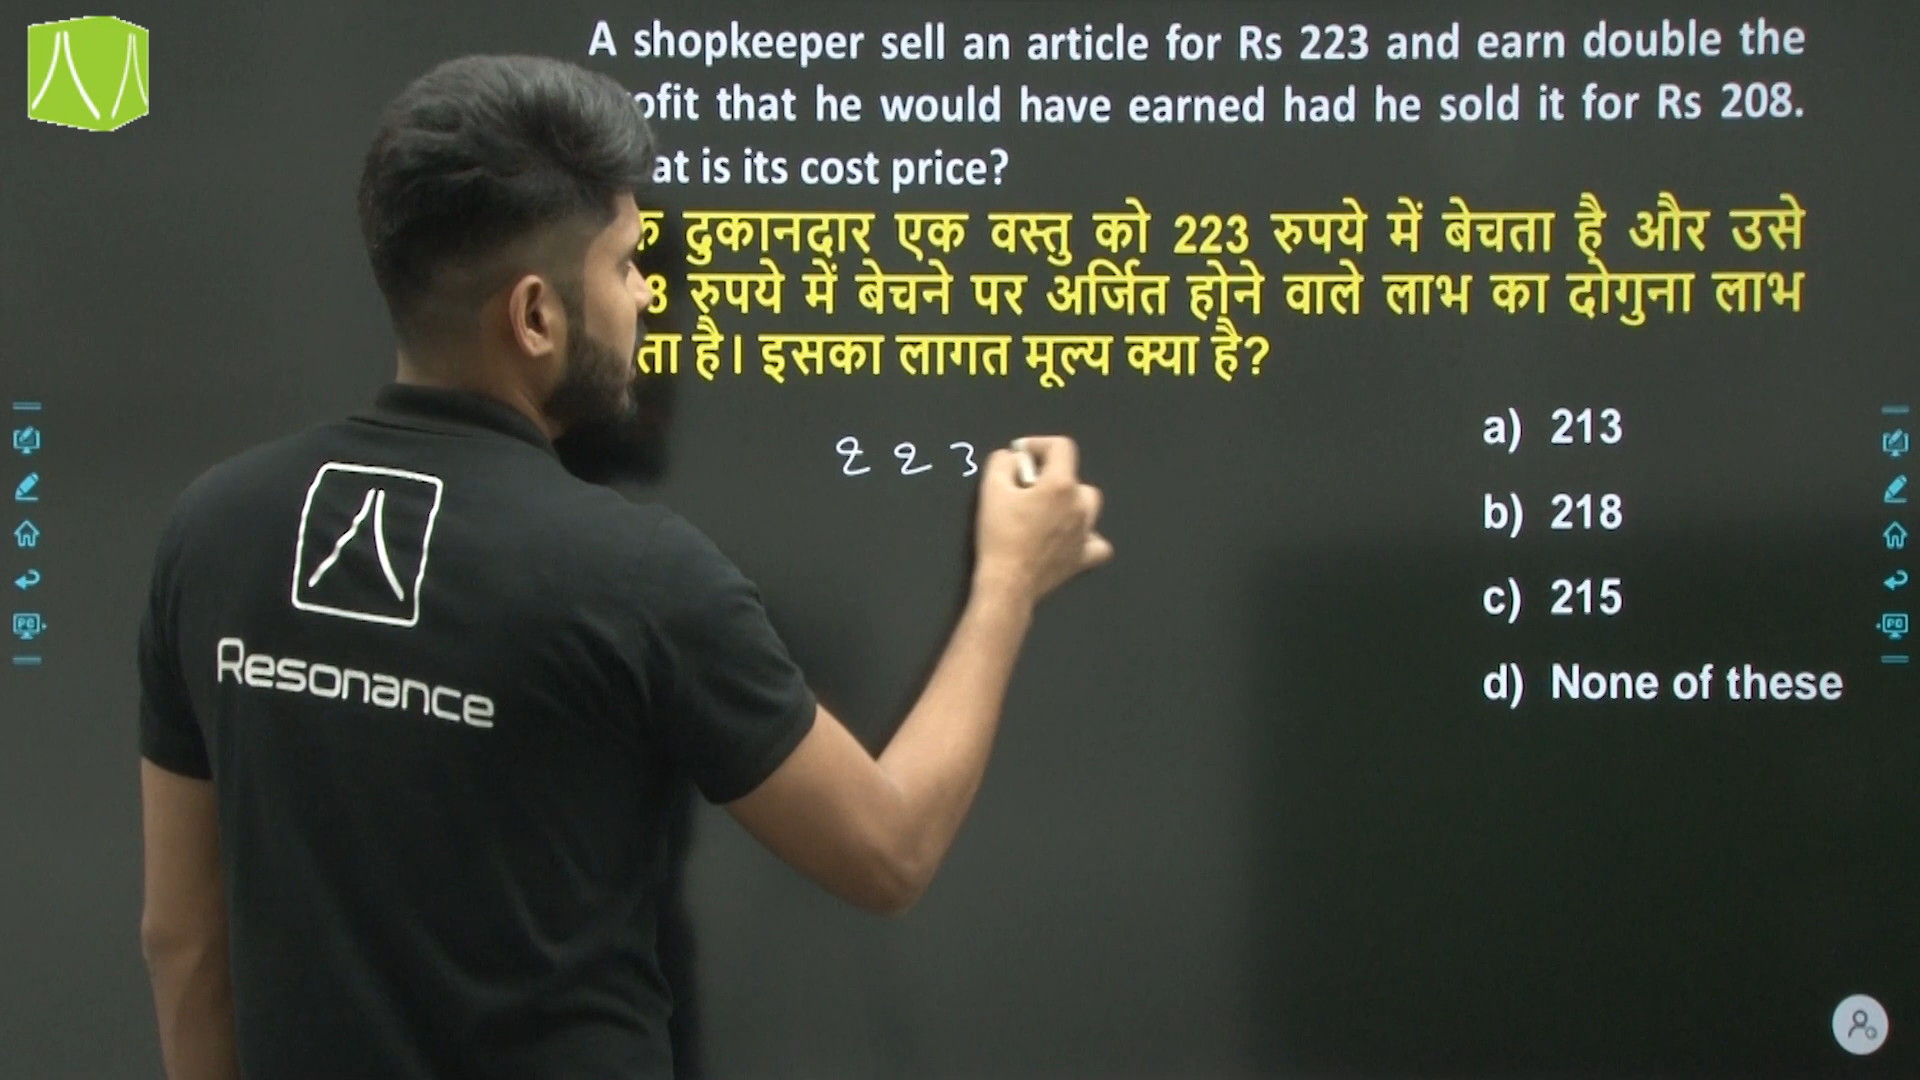 A shopkeeper sell an article for Rs 223 and earn double the
that he would have earned had he sold it for Rs 208.
is its cost price?
दुकानदार एक वस्तु को 223 रुपये में बेचता है और उसे
रुपये में बेचने पर अर्जित होने वाले लाभ का दोगुना लाभ
है। इसका लागत मूल्य क्या है?
223
a) 213
b) 218
c) 215
d) None of these
Resonance
PC
PC